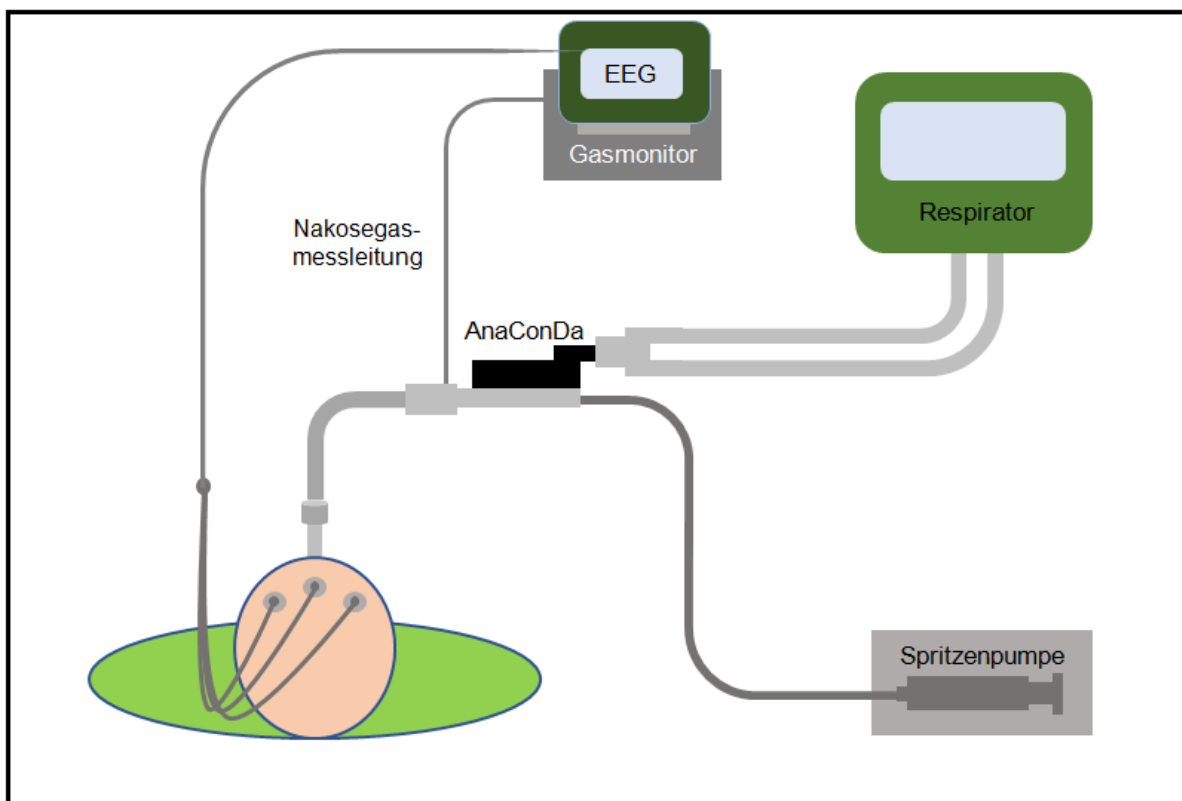 EEG
Gasmonitor
Respirator
Nakosegas-
messleitung
AnaConDa
Spritzenpumpe